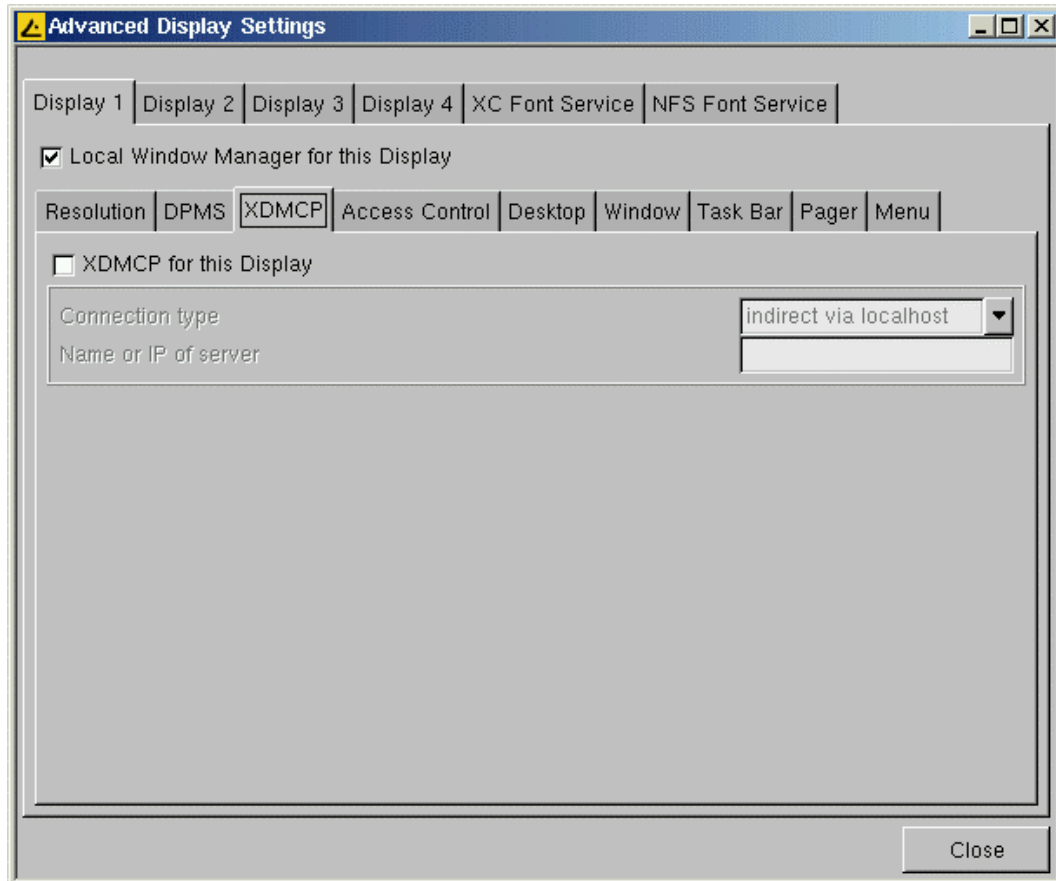 Advanced Display Settings
Display 1 Display 2 Display 3 Display 4 XC Font Service NFS Font Service
Local Window Manager for this Display
Resolution DPMS XDMCP Access Control Desktop Window Task Bar Pager Menu
XDMCP for this Display
Connection type indirect via localhost
Name or IP of server
Close